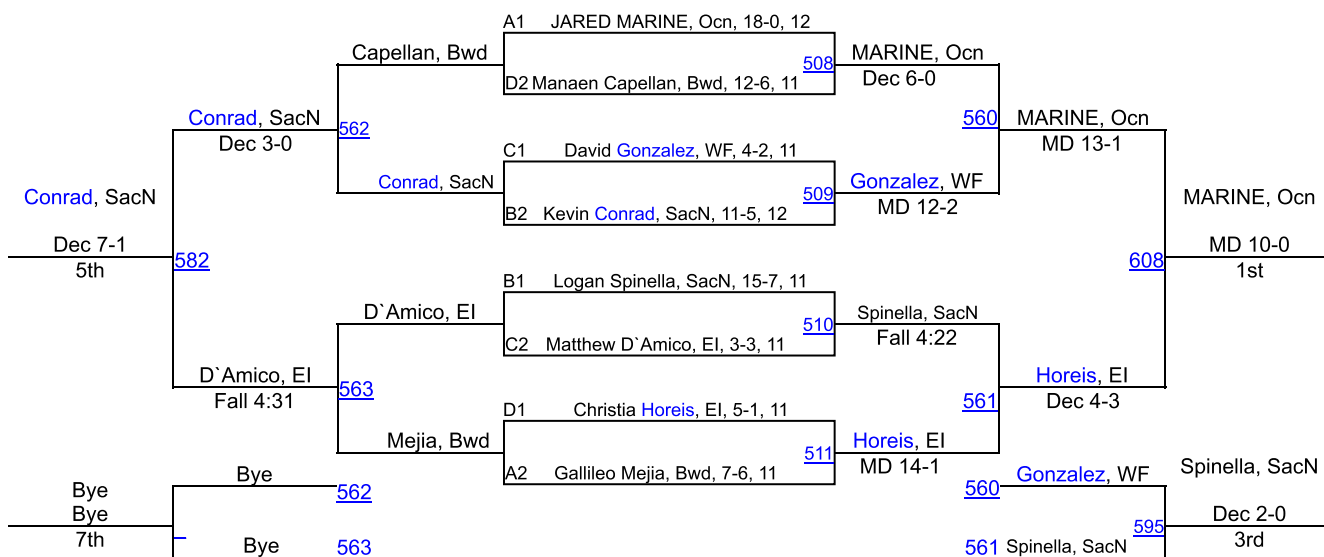 A1 JARED MARINE, Ocn, 18-0, 12
Capellan, Bwd
508
MARINE, Ocn
D2 Manaen Capellan, Bwd, 12-6, 11
Dec 6-0
Conrad, SacN
562
560
MARINE, Ocn
Dec 3-0
MD 13-1
C1 David Gonzalez, WF, 4-2, 11
Conrad, SacN
509
Gonzalez, WF
Conrad, SacN
MARINE, Ocn
B2 Kevin Conrad, SacN, 11-5, 12
MD 12-2
Dec 7-1
582
608
MD 10-0
5th
1st
B1 Logan Spinella, SacN, 15-7, 11
D`Amico, EI
510
Spinella, SacN
C2 Matthew D`Amico, EI, 3-3, 11
Fall 4:22
D`Amico, EI
563
561
Horeis, EI
Fall 4:31
Dec 4-3
D1 Christia Horeis, EI, 5-1, 11
Mejia, Bwd
511
Horeis, EI
A2 Gallileo Mejia, Bwd, 7-6, 11
MD 14-1
Bye
Bye
562
560
Gonzalez, WF
Spinella, SacN
Bye
595
Dec 2-0
7th
3rd
Bye
563
561 Spinella, SacN